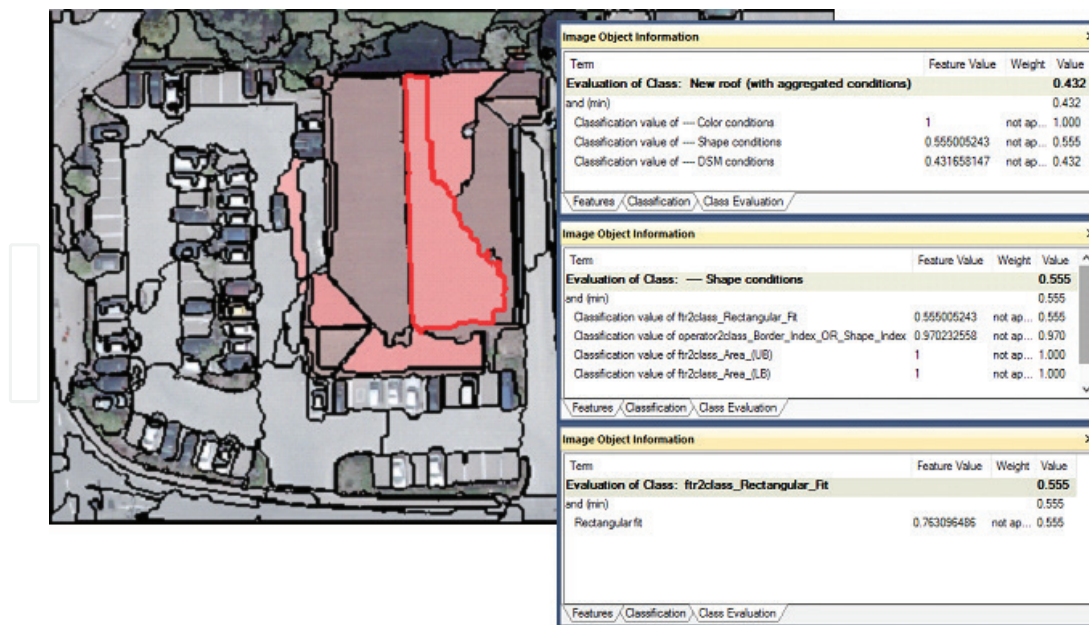 Image Object Information
Term Feature Value Weight Value
Evaluation of Class: New roof (with aggregated conditions) 0.432
and (min) 0.432
Classification value of ---- Color conditions 1 not ap... 1.000
Classification value of ---- Shape conditions 0.555005243 not ap... 0.555
Classification value of ---- DSM conditions 0.431658147 not ap... 0.432
Features Classification Class Evaluation
Image Object Information
Term Feature Value Weight Value
Evaluation of Class: ---- Shape conditions 0.555
and (min) 0.555
Classification value of ftr2class_Rectangular_Fit 0.555005243 not ap... 0.555
Classification value of operator2class_Border_Index_OR_Shape_Index 0.970232558 not ap... 0.970
Classification value of ftr2class_Area_(UB) 1 not ap... 1.000
Classification value of ftr2class_Area_(LB) 1 not ap... 1.000
Features Classification Class Evaluation
Image Object Information
Term Feature Value Weight Value
Evaluation of Class: ftr2class_Rectangular_Fit 0.555
and (min) 0.555
Rectangular fit 0.763096486 not ap... 0.555
Features Classification Class Evaluation